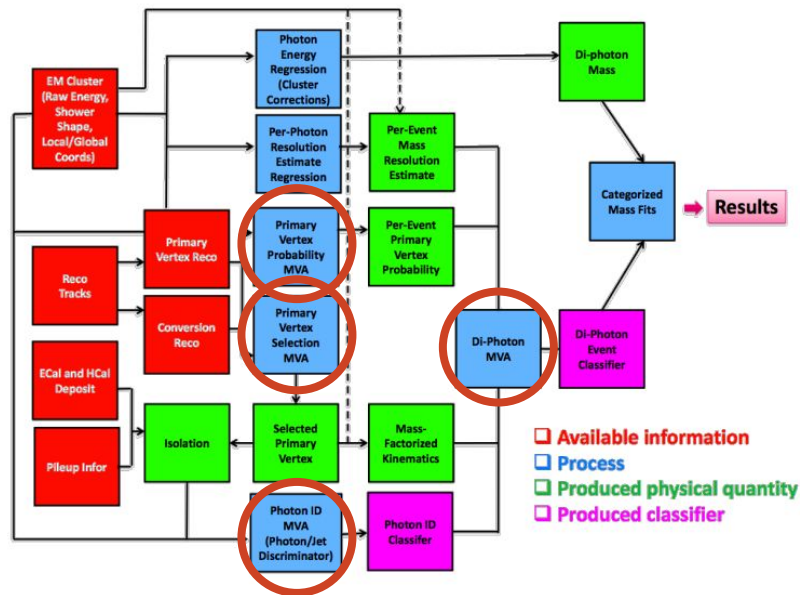 Photon
Energy
Regression
(Cluster
Corrections)
Di-photon
Mass
EM Cluster
(Raw Energy,
Shower
Shape,
Local/Global
Coords)
Per-Photon
Resolution
Estimate
Regression
Per-Event
Mass
Resolution
Estimate
Categorized
Mass Fits
Results
Primary
Vertex Reco
Primary
Vertex
Probability
MVA
Per-Event
Primary
Vertex
Probability
Reco
Tracks
Conversion
Reco
Primary
Vertex
Selection
MVA
Di-Photon
MVA
Di-Photon
Event
Classifier
ECal and HCal
Deposit
Isolation
Selected
Primary
Vertex
Mass-
Factorized
Kinematics
Pileup Infor
Photon ID
MVA
(Photon/Jet
Discriminator)
Photon ID
Classifer
Available information
Process
Produced physical quantity
Produced classifier